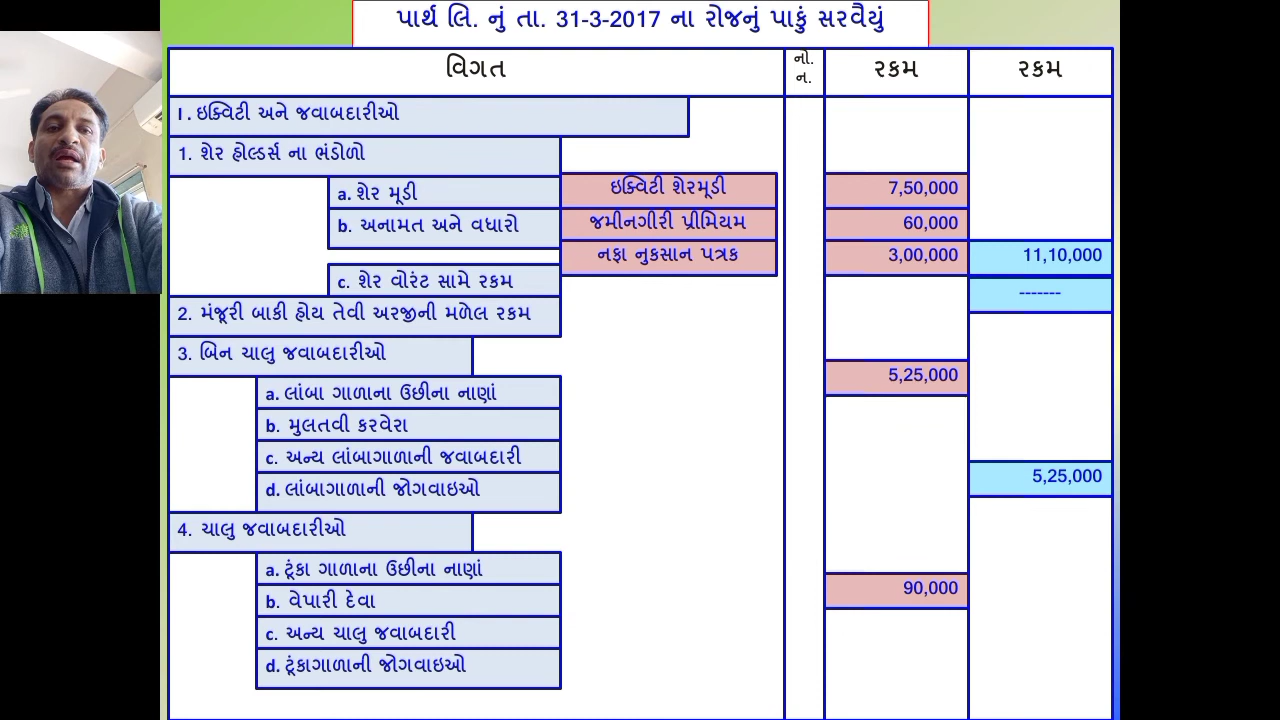 પાર્થ લિ. નું તા. 31-3-2017 ના રોજનું પાકું સરવૈયું
વિગત નો. ન. રકમ રકમ
I . ઇક્વિટી અને જવાબદારીઓ
1. શેર હોલ્ડર્સ ના ભંડોળો
a. શેર મૂડી ઇક્વિટી શેરમૂડી 7,50,000
b. અનામત અને વધારો જમીનગીરી પ્રીમિયમ 60,000
નફા નુકસાન પત્રક 3,00,000 11,10,000
c. શેર વોરંટ સામે રકમ -------
2. મંજૂરી બાકી હોય તેવી અરજીની મળેલ રકમ
3. બિન ચાલુ જવાબદારીઓ
5,25,000
a. લાંબા ગાળાના ઉછીના નાણાં
b. મુલતવી કરવેરા
c. અન્ય લાંબાગાળાની જવાબદારી
d. લાંબાગાળાની જોગવાઇઓ 5,25,000
4. ચાલુ જવાબદારીઓ
a. ટૂંકા ગાળાના ઉછીના નાણાં
b. વેપારી દેવા 90,000
c. અન્ય ચાલુ જવાબદારી
d. ટૂંકાગાળાની જોગવાઇઓ